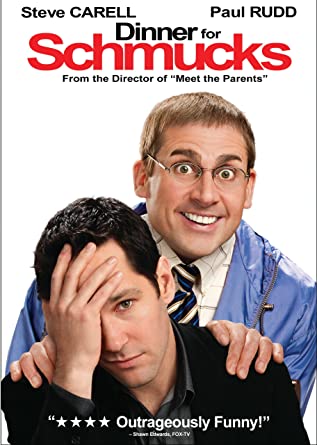 Steve CARELL Paul RUDD
Dinner for
Schmucks
From the Director of “Meet the Parents”
“★★★★ Outrageously Funny!”
– Shawn Edwards, FOX-TV